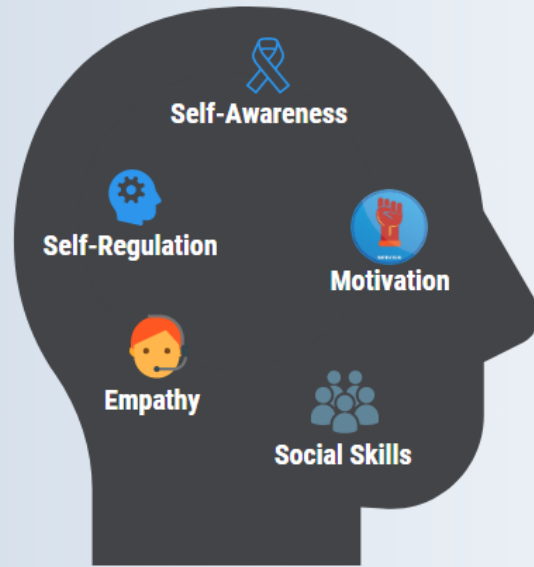 Self-Awareness
Self-Regulation
Motivation
Empathy
Social Skills